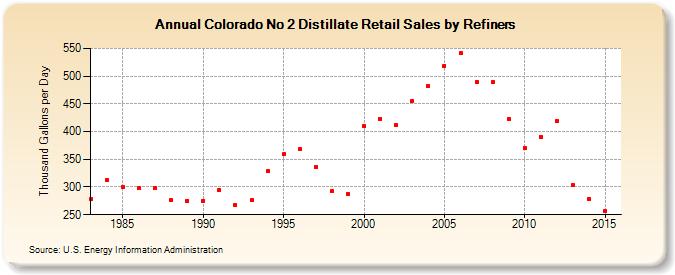 Annual Colorado No 2 Distillate Retail Sales by Refiners
Thousand Gallons per Day
550
500
450
400
350
300
250
1985 1990 1995 2000 2005 2010 2015
Source: U.S. Energy Information Administration